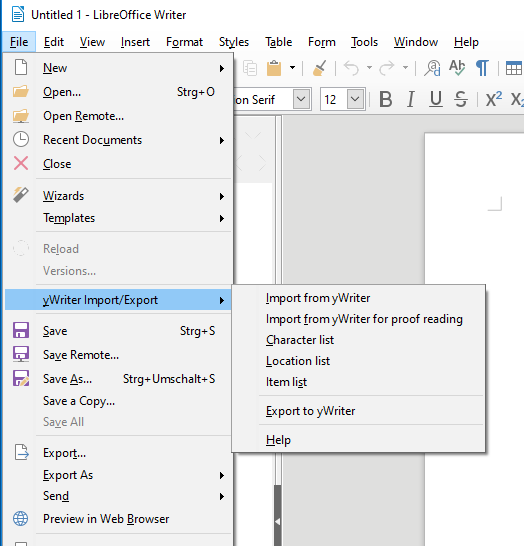 Untitled 1 - LibreOffice Writer
File Edit View Insert Format Styles Table Form Tools Window Help
New
Open... Strg+O
on Serif 12 B I U S X² X
Open Remote...
Recent Documents
Close
Wizards
Templates
Reload
Versions...
yWriter Import/Export
Import from yWriter
Import from yWriter for proof reading
Character list
Location list
Item list
Export to yWriter
Help
Save Strg+S
Save Remote...
Save As... Strg+Umschalt+S
Save a Copy...
Save All
Export...
Export As
Send
Preview in Web Browser